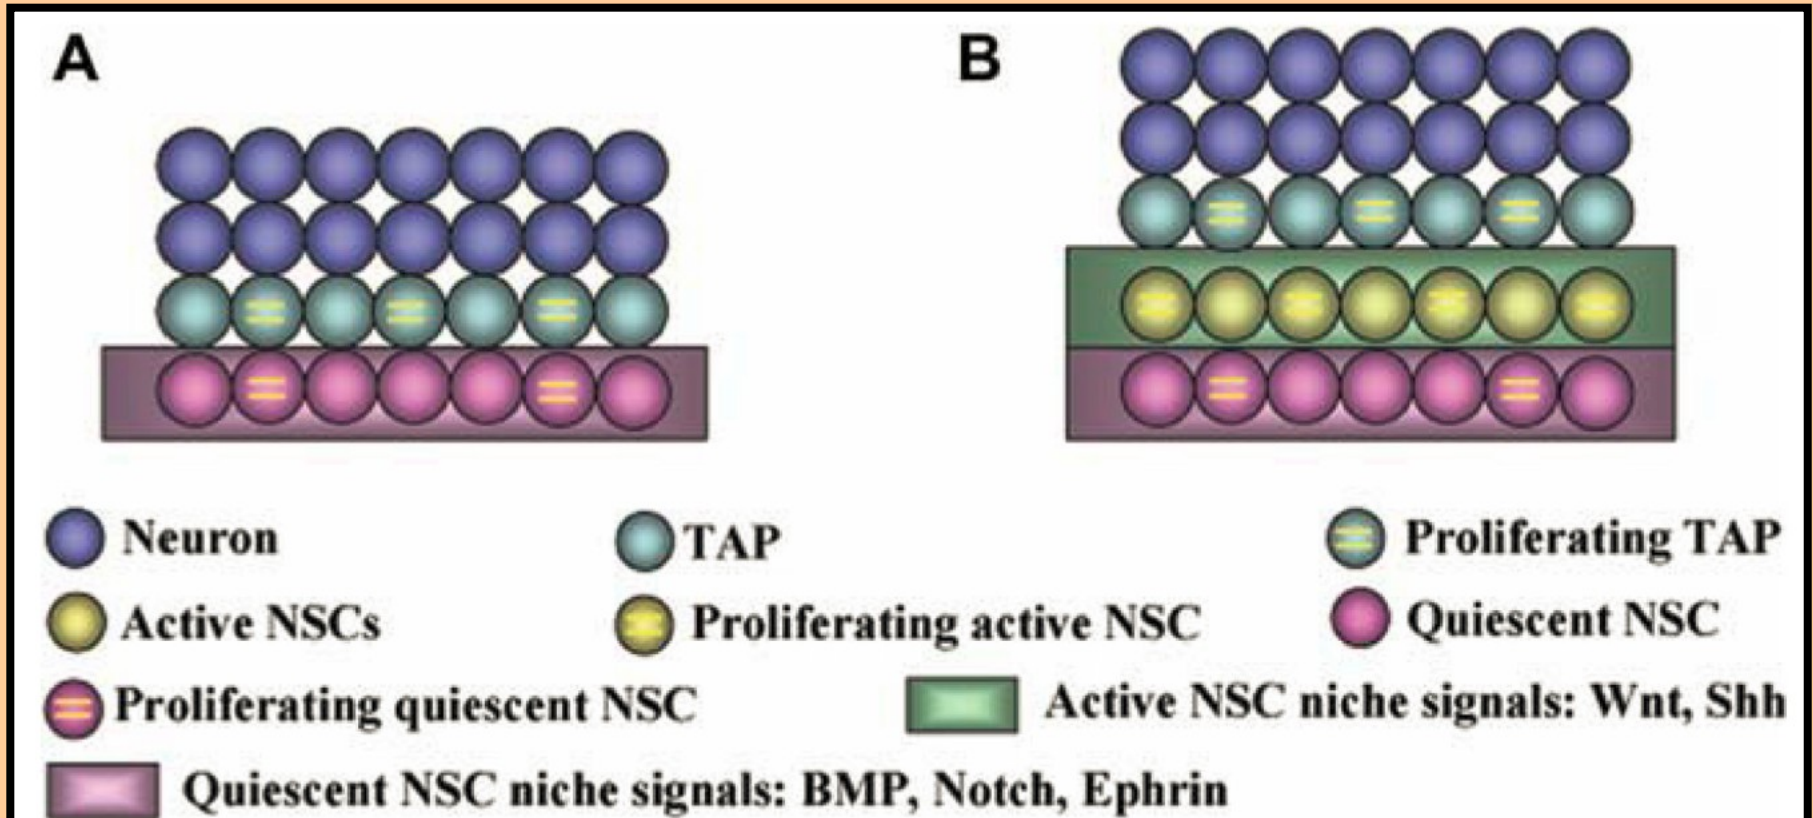 A
B
Neuron
TAP
Proliferating TAP
Active NSCs
Proliferating active NSC
Quiescent NSC
Proliferating quiescent NSC
Active NSC niche signals: Wnt, Shh
Quiescent NSC niche signals: BMP, Notch, Ephrin